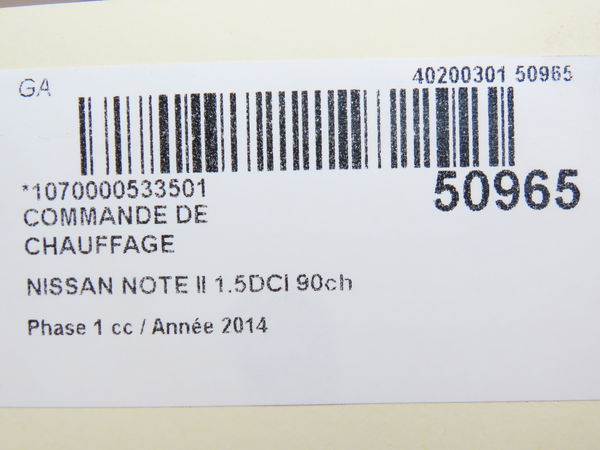 GA
40200301 50965
*1070000533501
50965
COMMANDE DE
CHAUFFAGE
NISSAN NOTE II 1.5DCI 90ch
Phase 1 cc / Année 2014